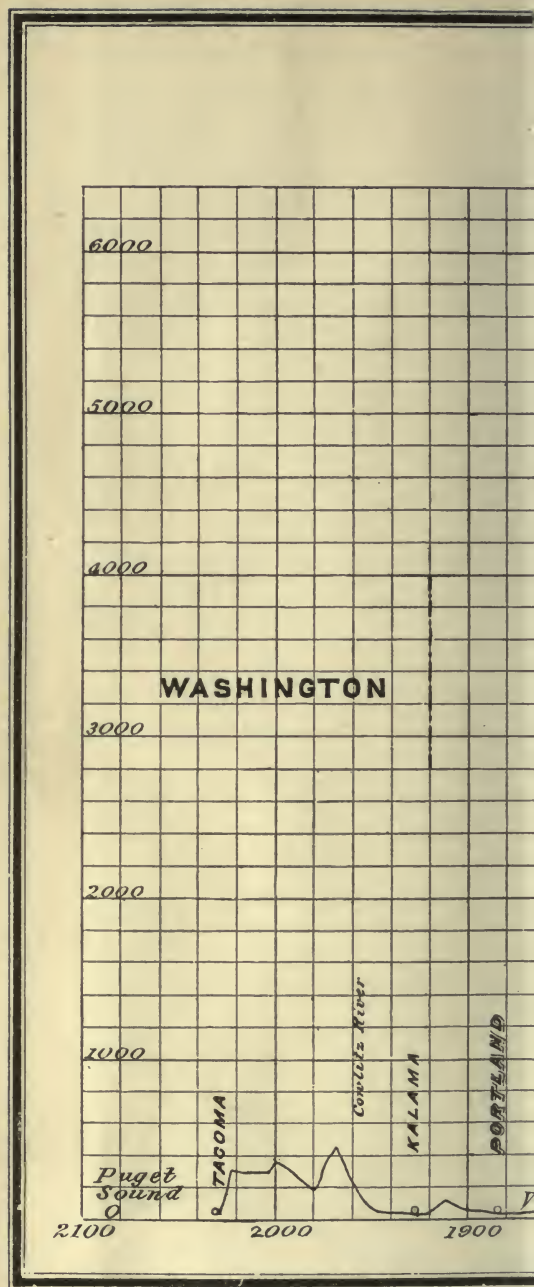 6000
5000
4000
WASHINGTON
3000
2000
1000
Cowlitz River
PORTLAND
KALAMA
TACOMA
Puget
Sound
0
2100
2000
1900